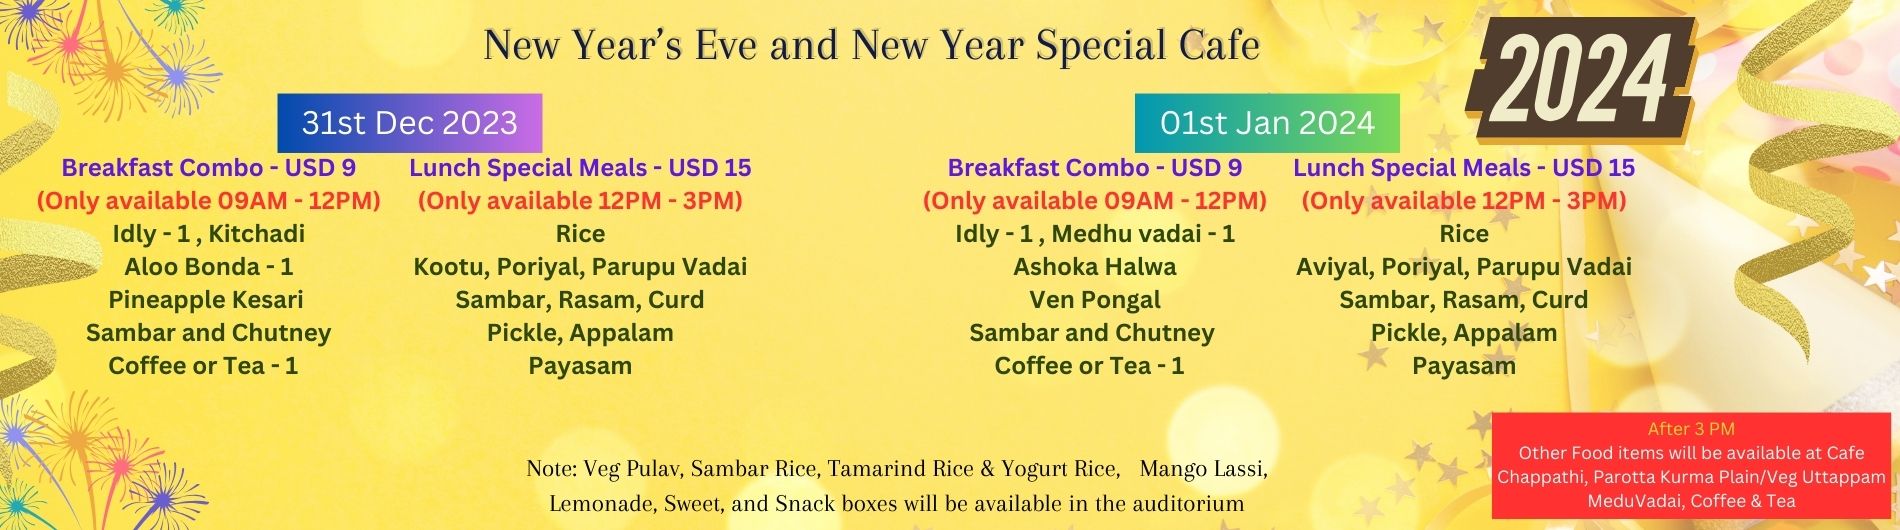 New Year's Eve and New Year Special Cafe
2024
31st Dec 2023
Breakfast Combo - USD 9
(Only available 09AM - 12PM)
Idly - 1 , Kitchadi
Aloo Bonda - 1
Pineapple Kesari
Sambar and Chutney
Coffee or Tea - 1
Lunch Special Meals - USD 15
(Only available 12PM - 3PM)
Rice
Kootu, Poriyal, Parupu Vadai
Sambar, Rasam, Curd
Pickle, Appalam
Payasam
01st Jan 2024
Breakfast Combo - USD 9
(Only available 09AM - 12PM)
Idly - 1 , Medhu vadai - 1
Ashoka Halwa
Ven Pongal
Sambar and Chutney
Coffee or Tea - 1
Lunch Special Meals - USD 15
(Only available 12PM - 3PM)
Rice
Aviyal, Poriyal, Parupu Vadai
Sambar, Rasam, Curd
Pickle, Appalam
Payasam
Note: Veg Pulav, Sambar Rice, Tamarind Rice & Yogurt Rice, Mango Lassi,
Lemonade, Sweet, and Snack boxes will be available in the auditorium
After 3 PM
Other Food items will be available at Cafe
Chappathi, Parotta Kurma Plain/Veg Uttappam
MeduVadai, Coffee & Tea